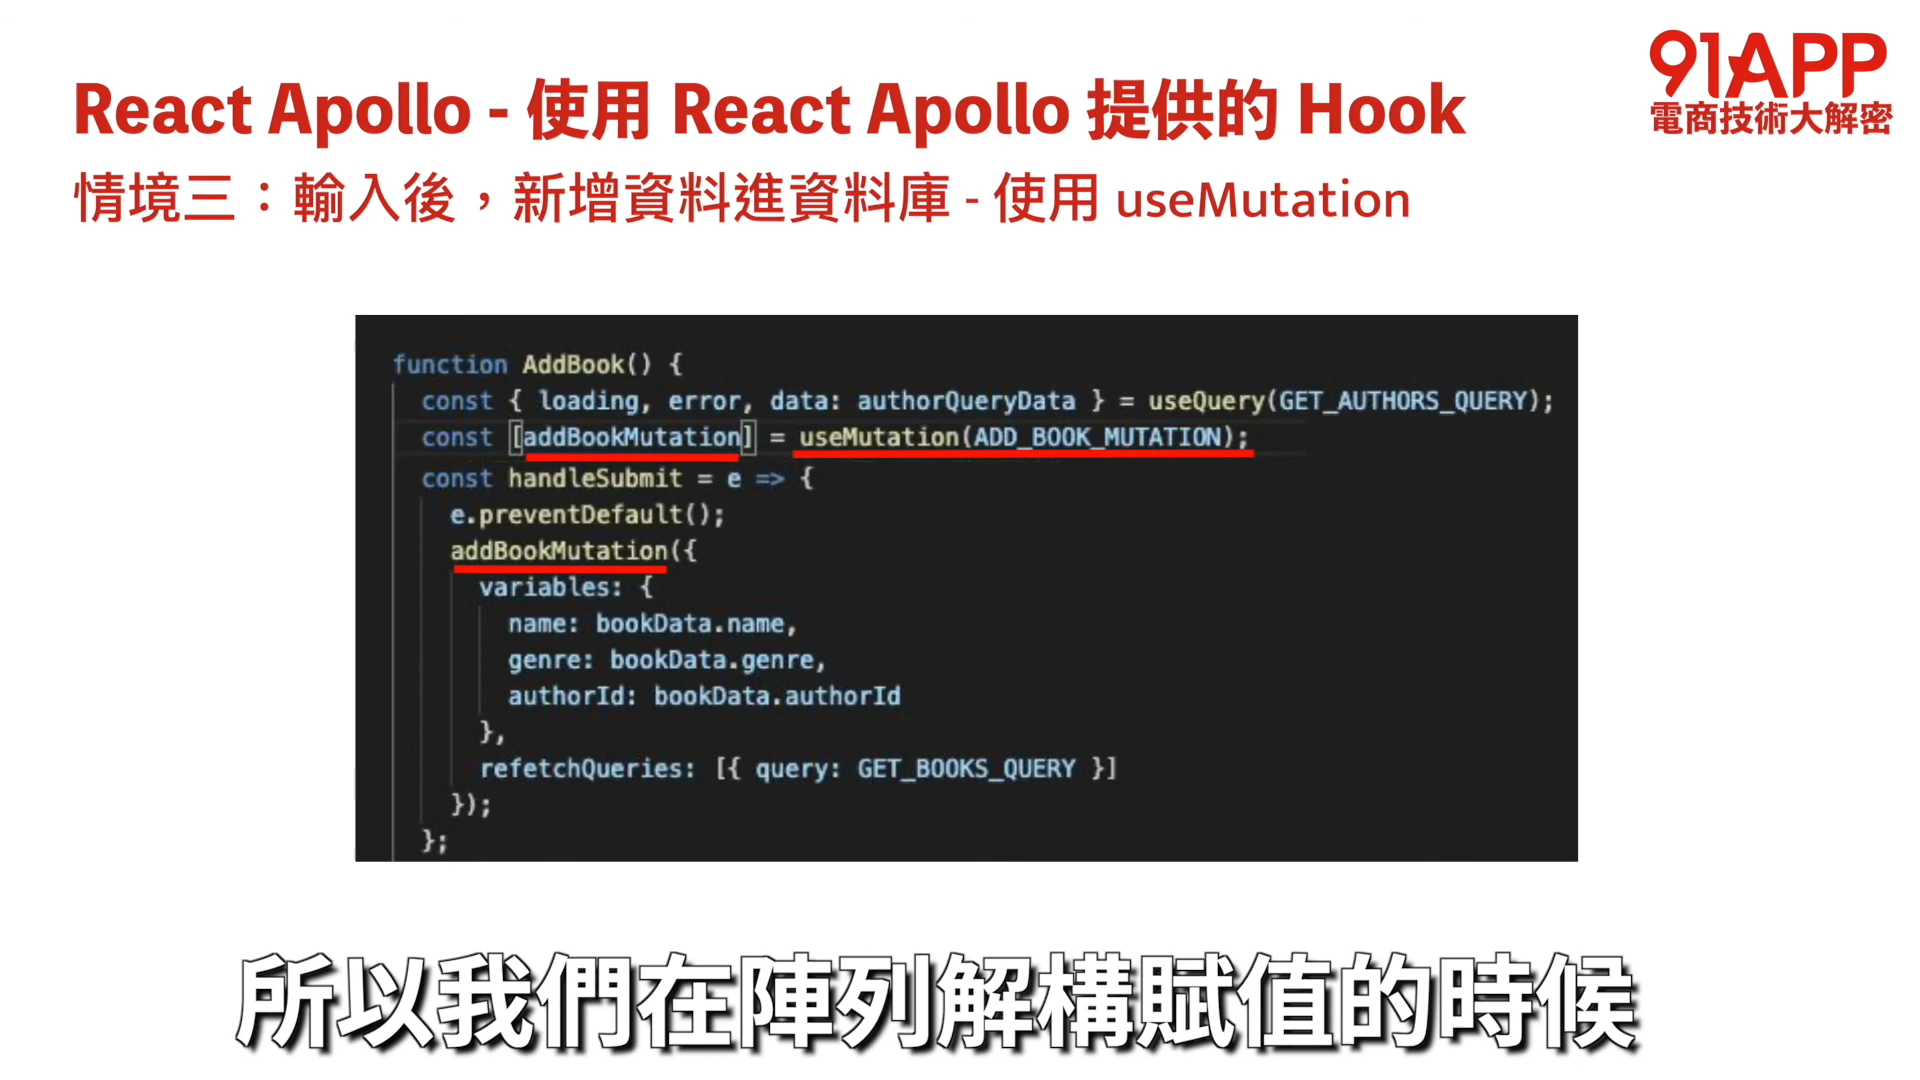 React Apollo - 使用 React Apollo 提供的 Hook
91APP
電商技術大解密
情境三：輸入後，新增資料進資料庫 - 使用 useMutation
function AddBook() {
const { loading, error, data: authorQueryData } = useQuery(GET_AUTHORS_QUERY);
const [addBookMutation] = useMutation(ADD_BOOK_MUTATION);
const handleSubmit = e => {
e.preventDefault();
addBookMutation({
variables: {
name: bookData.name,
genre: bookData.genre,
authorId: bookData.authorId
},
refetchQueries: [{ query: GET_BOOKS_QUERY }]
});
};
所以我們在陣列解構賦值的時候